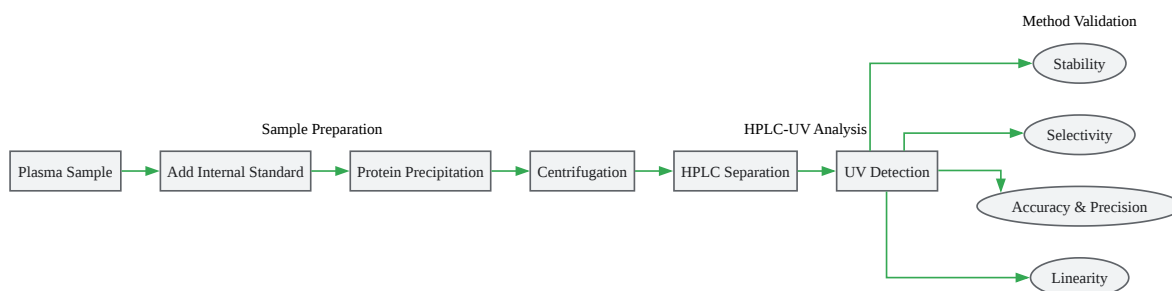 Method Validation
Stability
Sample Preparation
HPLC-UV Analysis
Selectivity
Plasma Sample
Add Internal Standard
Protein Precipitation
Centrifugation
HPLC Separation
UV Detection
Accuracy & Precision
Linearity